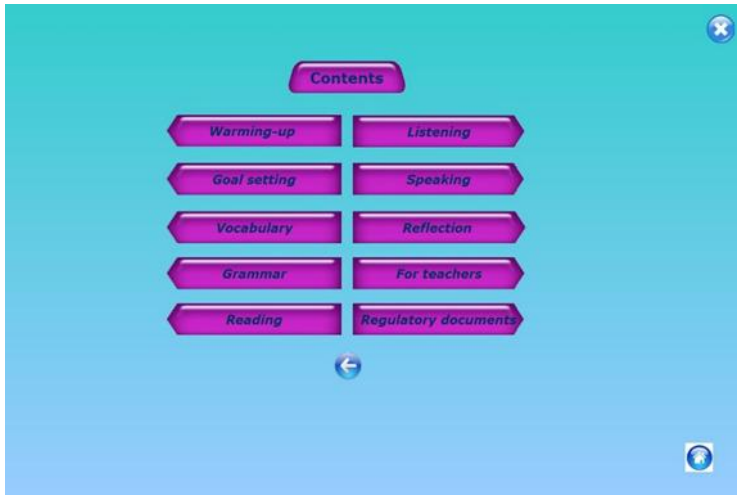 Contents
Warming-up
Listening
Goal setting
Speaking
Vocabulary
Reflection
Grammar
For teachers
Reading
Regulatory documents